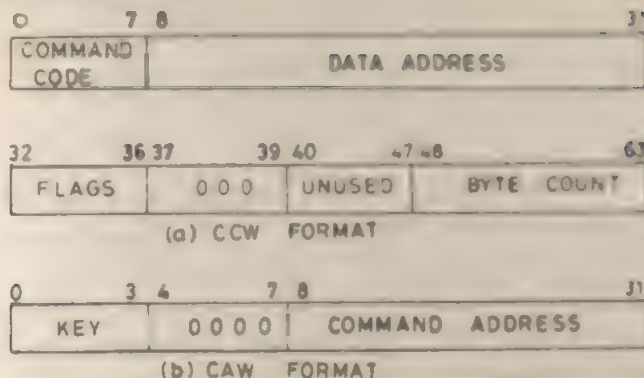 0 7 8 31
COMMAND CODE DATA ADDRESS
32 36 37 39 40 47 48 63
FLAGS 0 0 0 UNUSED BYTE COUNT
(a) CCW FORMAT
0 3 4 7 8 31
KEY 0 0 0 0 COMMAND ADDRESS
(b) CAW FORMAT